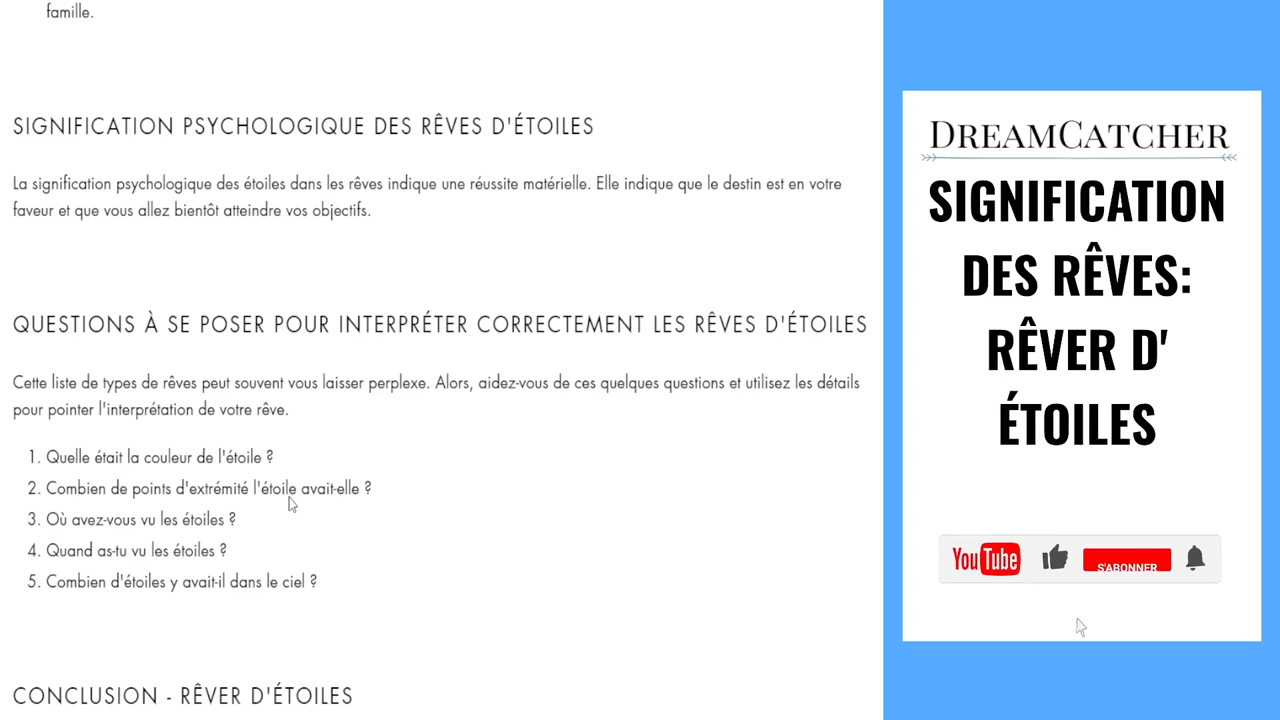 famille.
SIGNIFICATION PSYCHOLOGIQUE DES RÊVES D'ÉTOILES
La signification psychologique des étoiles dans les rêves indique une réussite matérielle. Elle indique que le destin est en votre
faveur et que vous allez bientôt atteindre vos objectifs.
QUESTIONS À SE POSER POUR INTERPRÉTER CORRECTEMENT LES RÊVES D'ÉTOILES
Cette liste de types de rêves peut souvent vous laisser perplexe. Alors, aidez-vous de ces quelques questions et utilisez les détails
pour pointer l'interprétation de votre rêve.
1. Quelle était la couleur de l'étoile ?
2. Combien de points d'extrémité l'étoile avait-elle ?
3. Où avez-vous vu les étoiles ?
4. Quand as-tu vu les étoiles ?
5. Combien d'étoiles y avait-il dans le ciel ?
CONCLUSION - RÊVER D'ÉTOILES
DREAMCATCHER
SIGNIFICATION
DES RÊVES:
RÊVER D'
ÉTOILES
YouTube
S'ABONNER